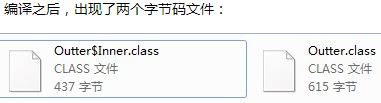 编译之后，出现了两个字节码文件：
Outter$Inner.class
CLASS 文件
437 字节
Outter.class
CLASS 文件
615 字节